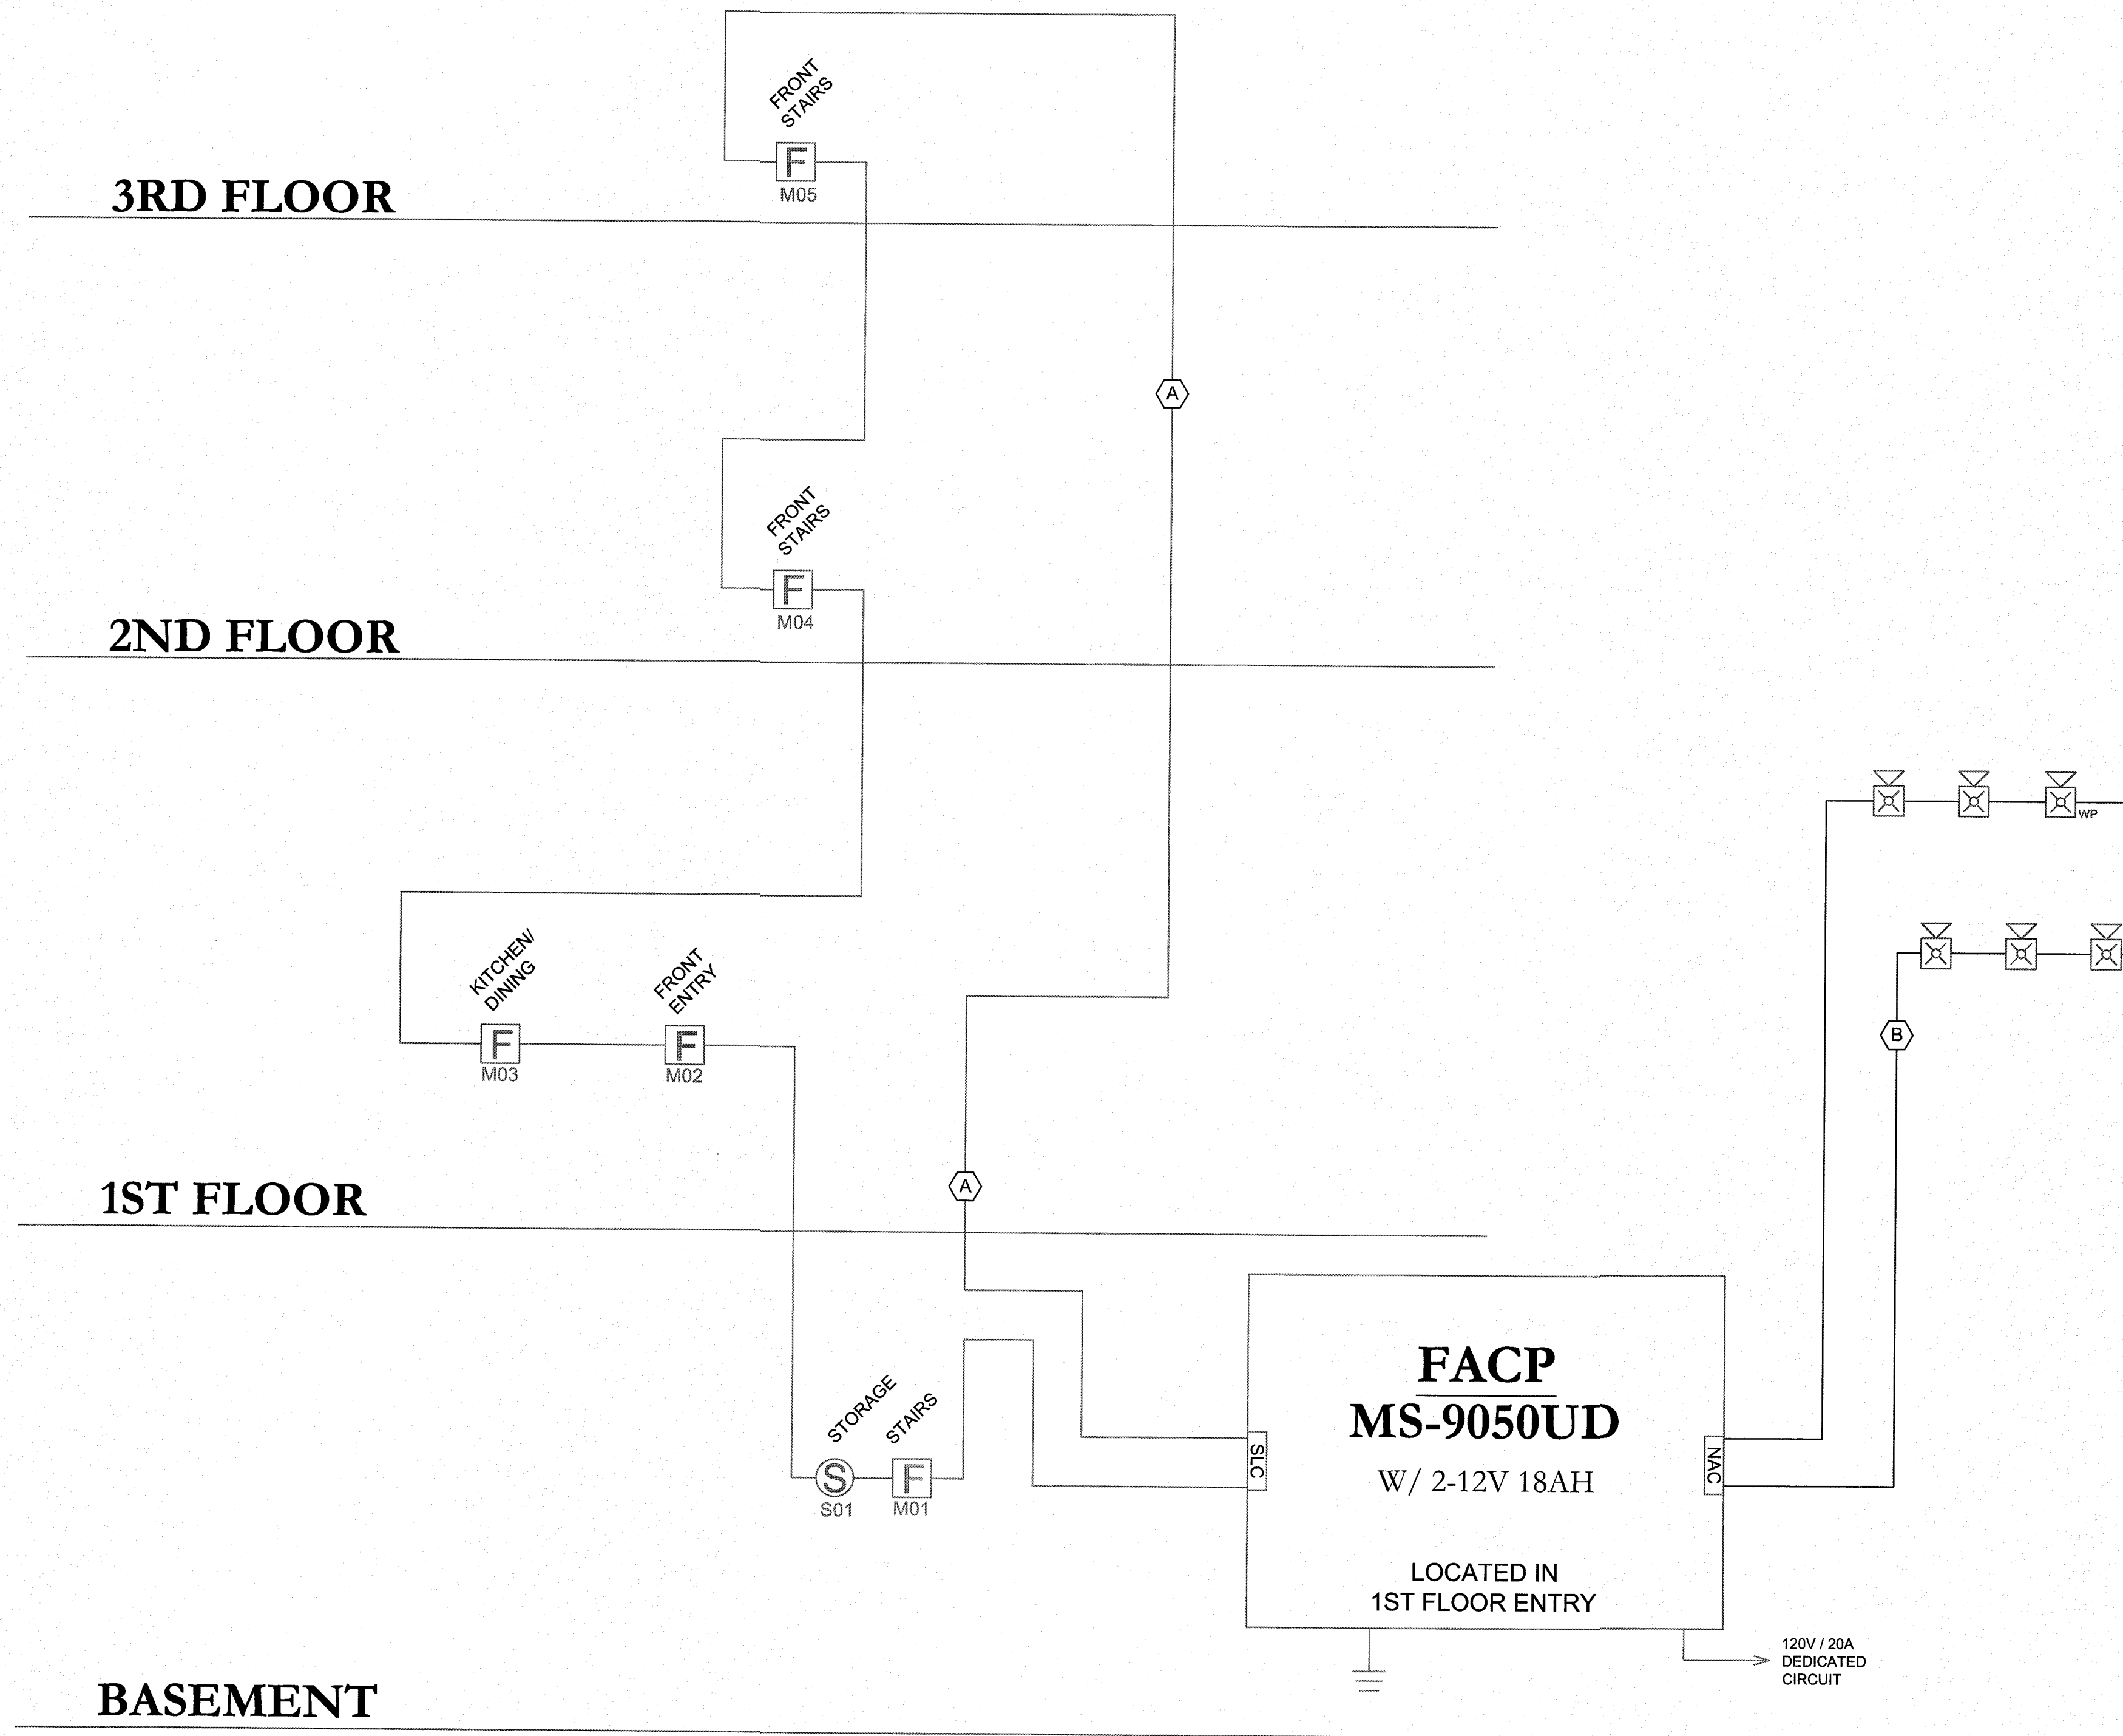 FRONT
STAIRS
F
M05
3RD FLOOR
A
FRONT
STAIRS
F
M04
2ND FLOOR
WP
KITCHEN/
DINING
FRONT
ENTRY
F
M03
F
M02
B
A
1ST FLOOR
FACP
MS-9050UD
W/ 2-12V 18AH
SLC
NAC
STORAGE
STAIRS
S
S01
F
M01
LOCATED IN
1ST FLOOR ENTRY
120V / 20A
DEDICATED
CIRCUIT
BASEMENT